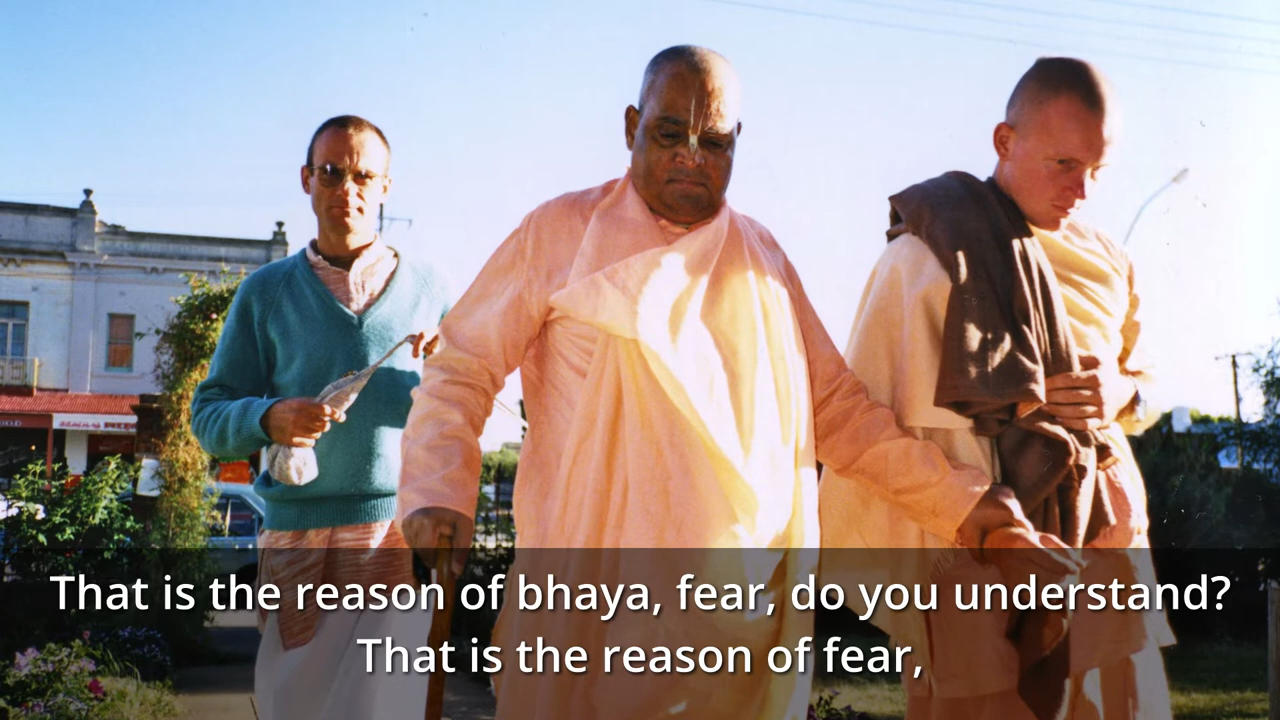 That is the reason of bhaya, fear, do you understand?
That is the reason of fear,